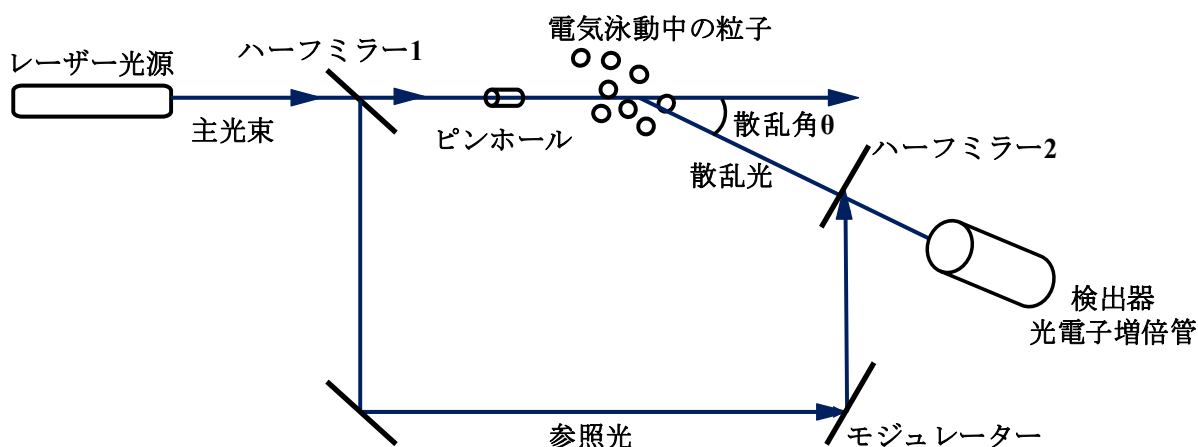 電気泳動中の粒子
ハーフミラー1
レーザー光源
主光束
ピンホール
散乱角θ
ハーフミラー2
散乱光
検出器
光電子増倍管
参照光
モジュレーター